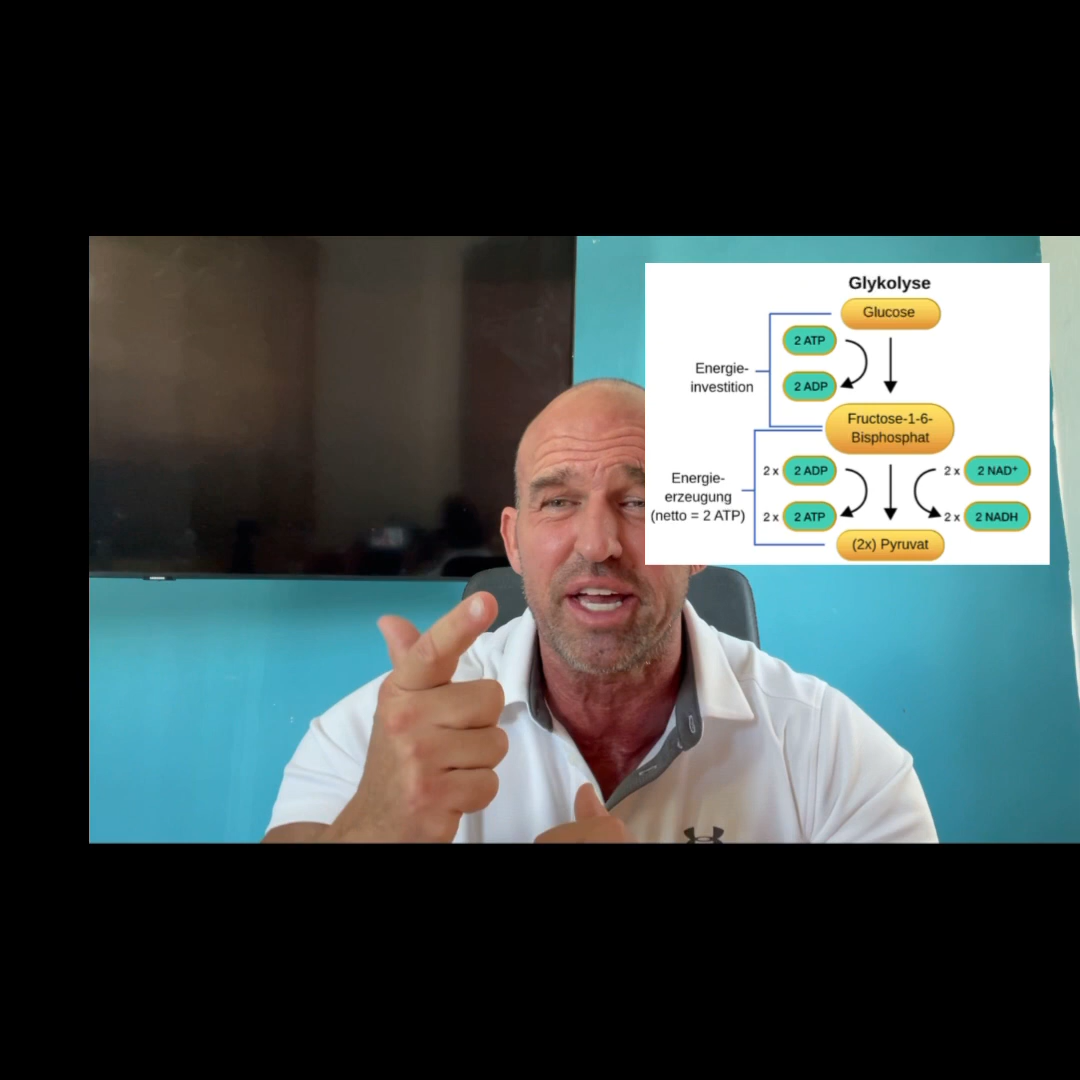 Glykolyse
Glucose
2 ATP
Energie-
investition
2 ADP
Fructose-1-6-
Bisphosphat
2 x 2 ADP
2 x 2 NAD⁺
Energie-
erzeugung
(netto = 2 ATP)
2 x 2 ATP
2 x 2 NADH
(2x) Pyruvat